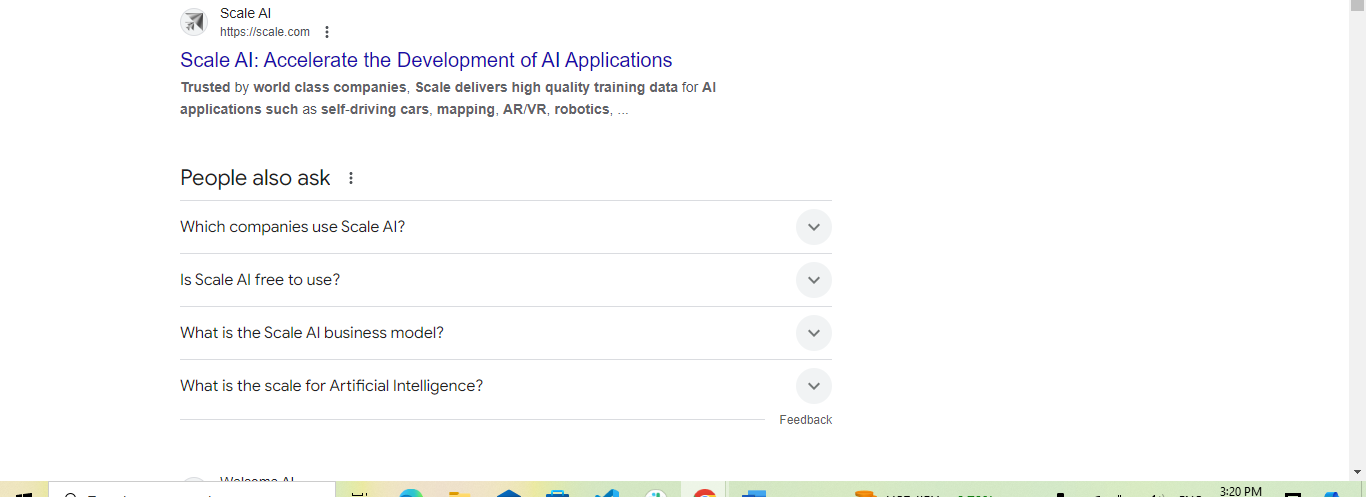 Scale AI
https://scale.com
Scale AI: Accelerate the Development of AI Applications
Trusted by world class companies, Scale delivers high quality training data for AI
applications such as self-driving cars, mapping, AR/VR, robotics, ...
People also ask
Which companies use Scale AI?
Is Scale AI free to use?
What is the Scale AI business model?
What is the scale for Artificial Intelligence?
Feedback
Welcome AI
3:20 PM